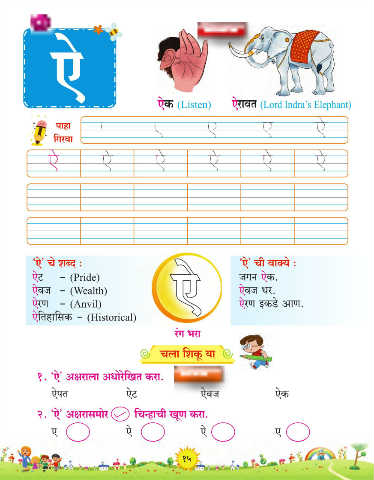 ऐ
ऐक (Listen) ऐरावत (Lord Indra's Elephant)
पाहा
गिरवा
ऐ
ऐ ऐ ऐ ऐ ऐ ऐ
'ऐ' चे शब्द :
ऐट – (Pride)
ऐवज – (Wealth)
ऐरण – (Anvil)
ऐतिहासिक – (Historical)
ऐ
'ऐ' ची वाक्ये :
जगन ऐक.
ऐवज धर.
ऐरण इकडे आण.
रंग भरा
चला शिकू या
१. 'ऐ' अक्षराला अधोरेखित करा.
ऐपत ऐट ऐवज ऐक
२. 'ऐ' अक्षरासमोर चिन्हाची खूण करा.
ए ऐ ऐ ए
१५